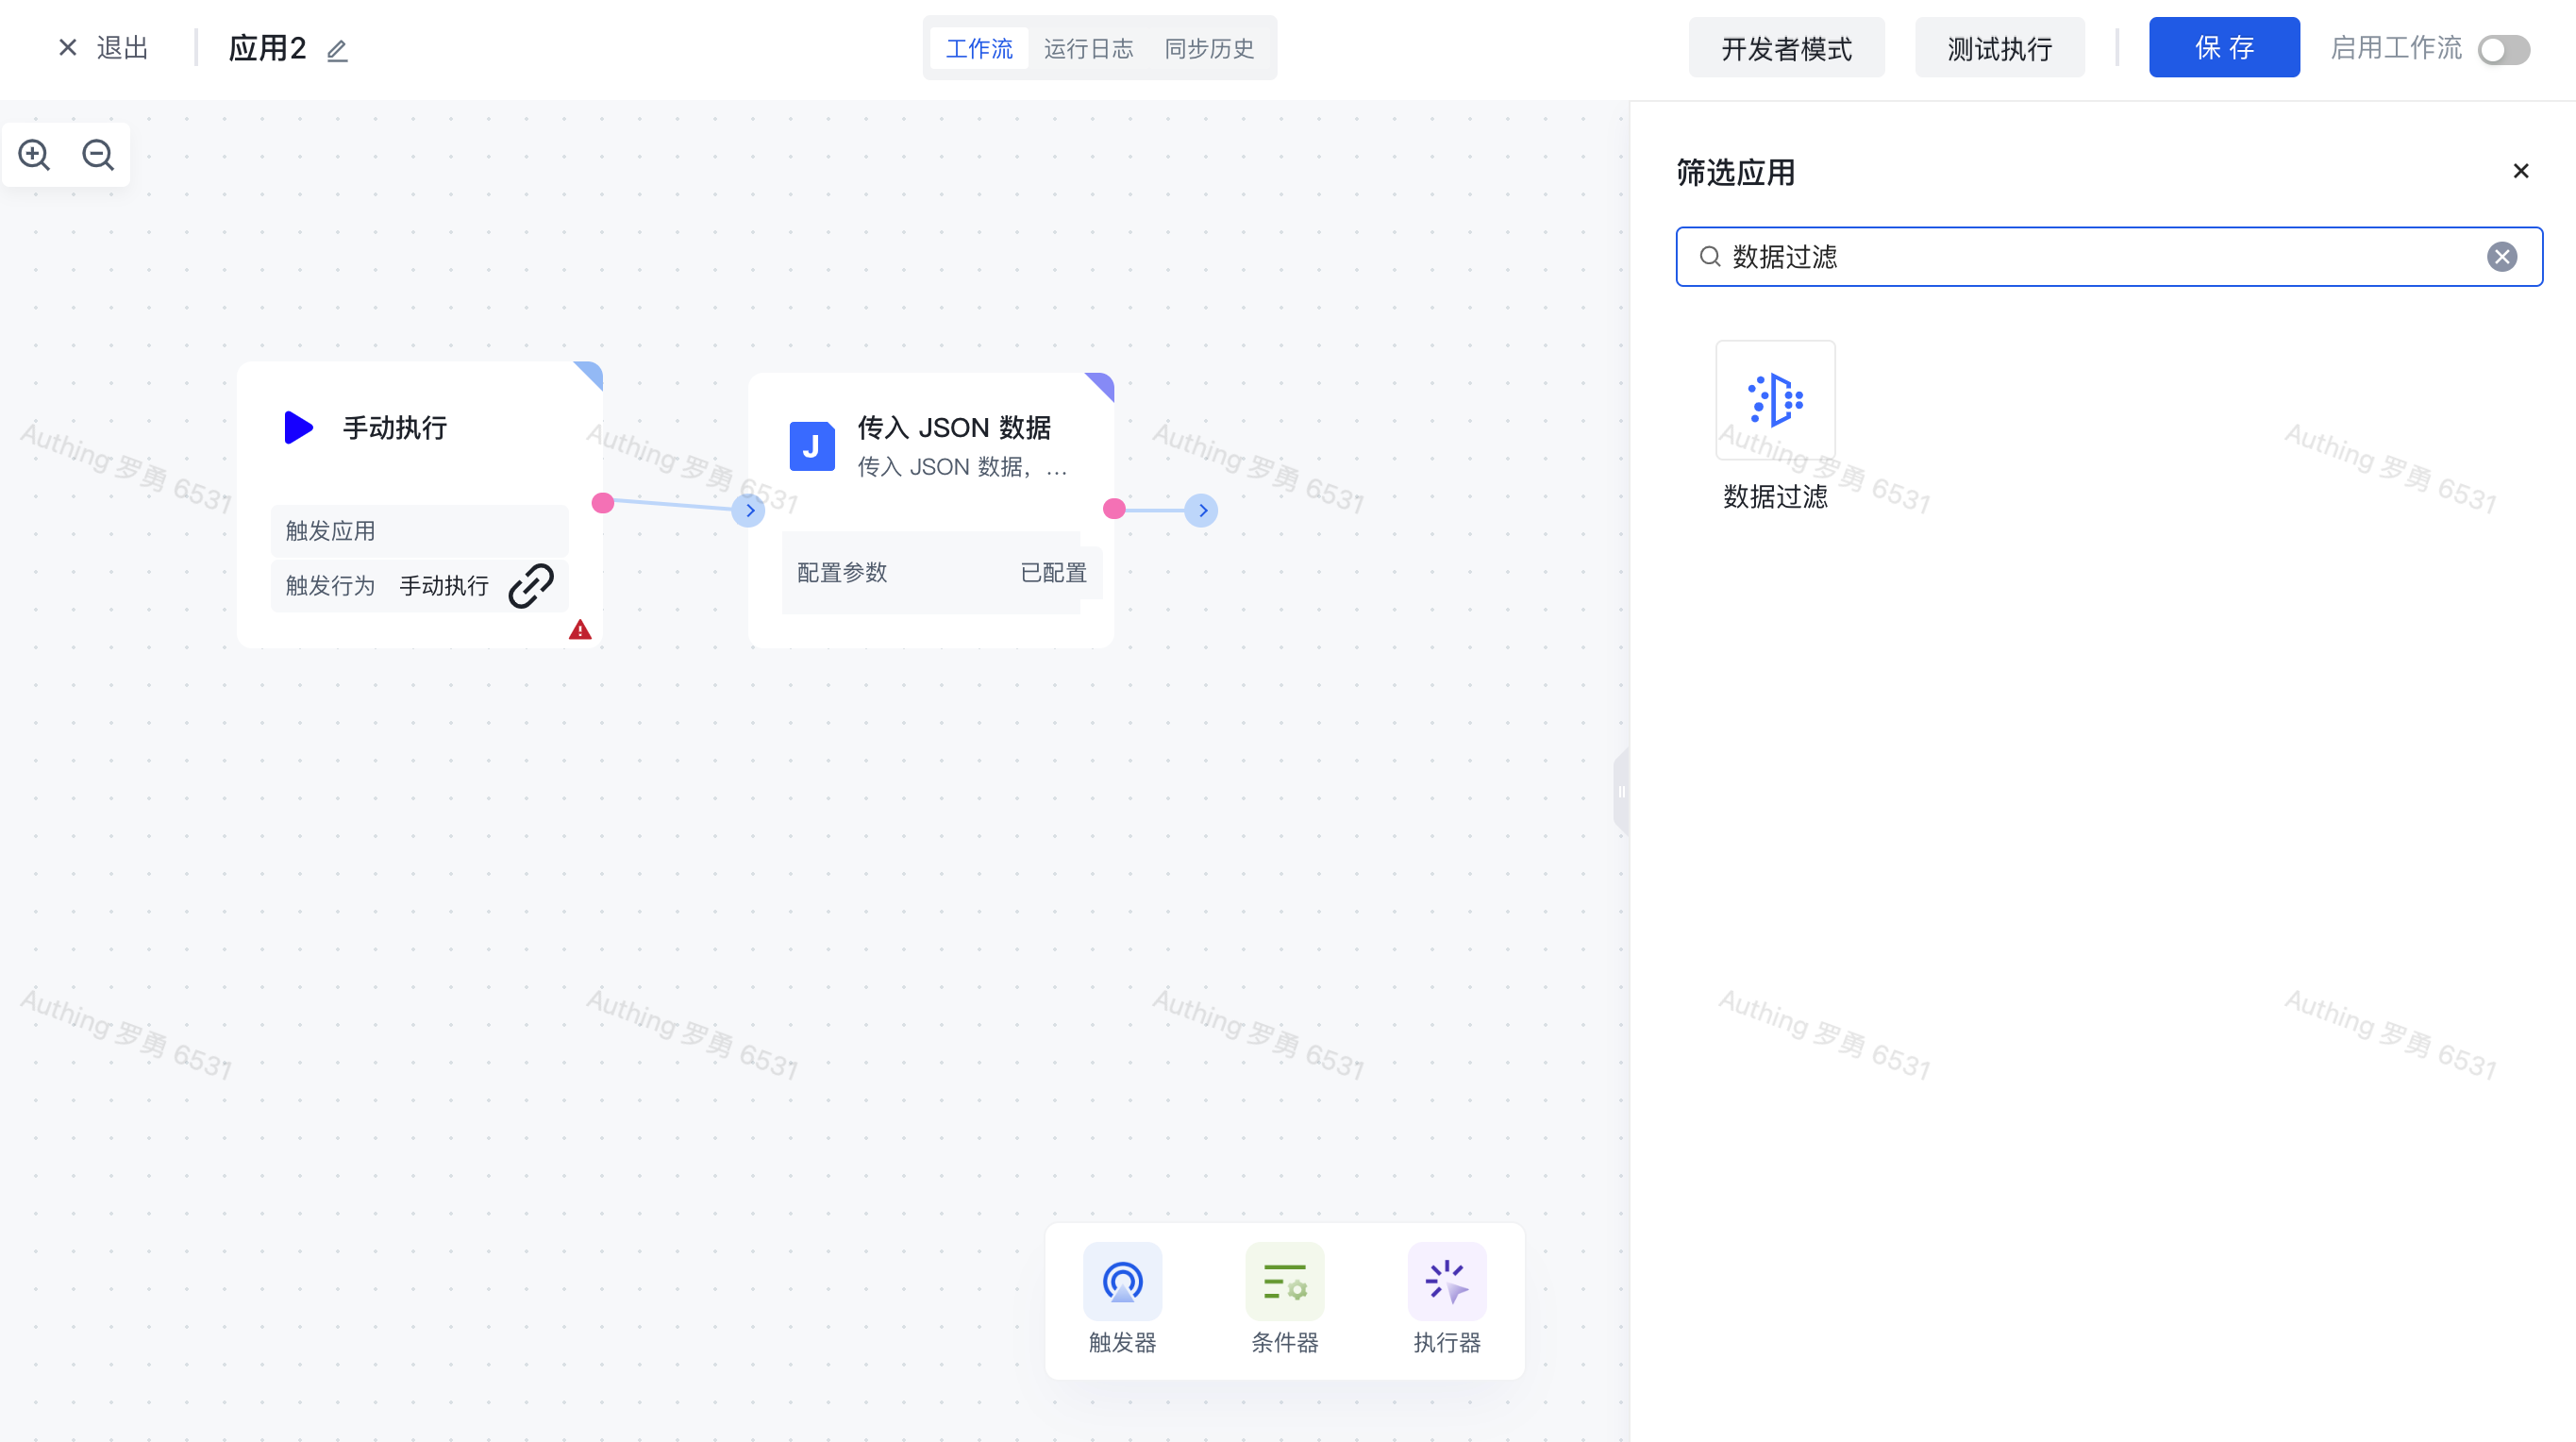 退出
应用2
工作流
运行日志
同步历史
开发者模式
测试执行
保 存
启用工作流
筛选应用
数据过滤
数据过滤
手动执行
触发应用
触发行为 手动执行
J
传入 JSON 数据
传入 JSON 数据，...
配置参数 已配置
触发器
条件器
执行器
Authing 罗勇 6531
Authing 罗勇 6531
Authing 罗勇 6531
Authing 罗勇 6531
Authing 罗勇 6531
Authing 罗勇 6531
Authing 罗勇 6531
Authing 罗勇 6531
Authing 罗勇 6531
Authing 罗勇 6531